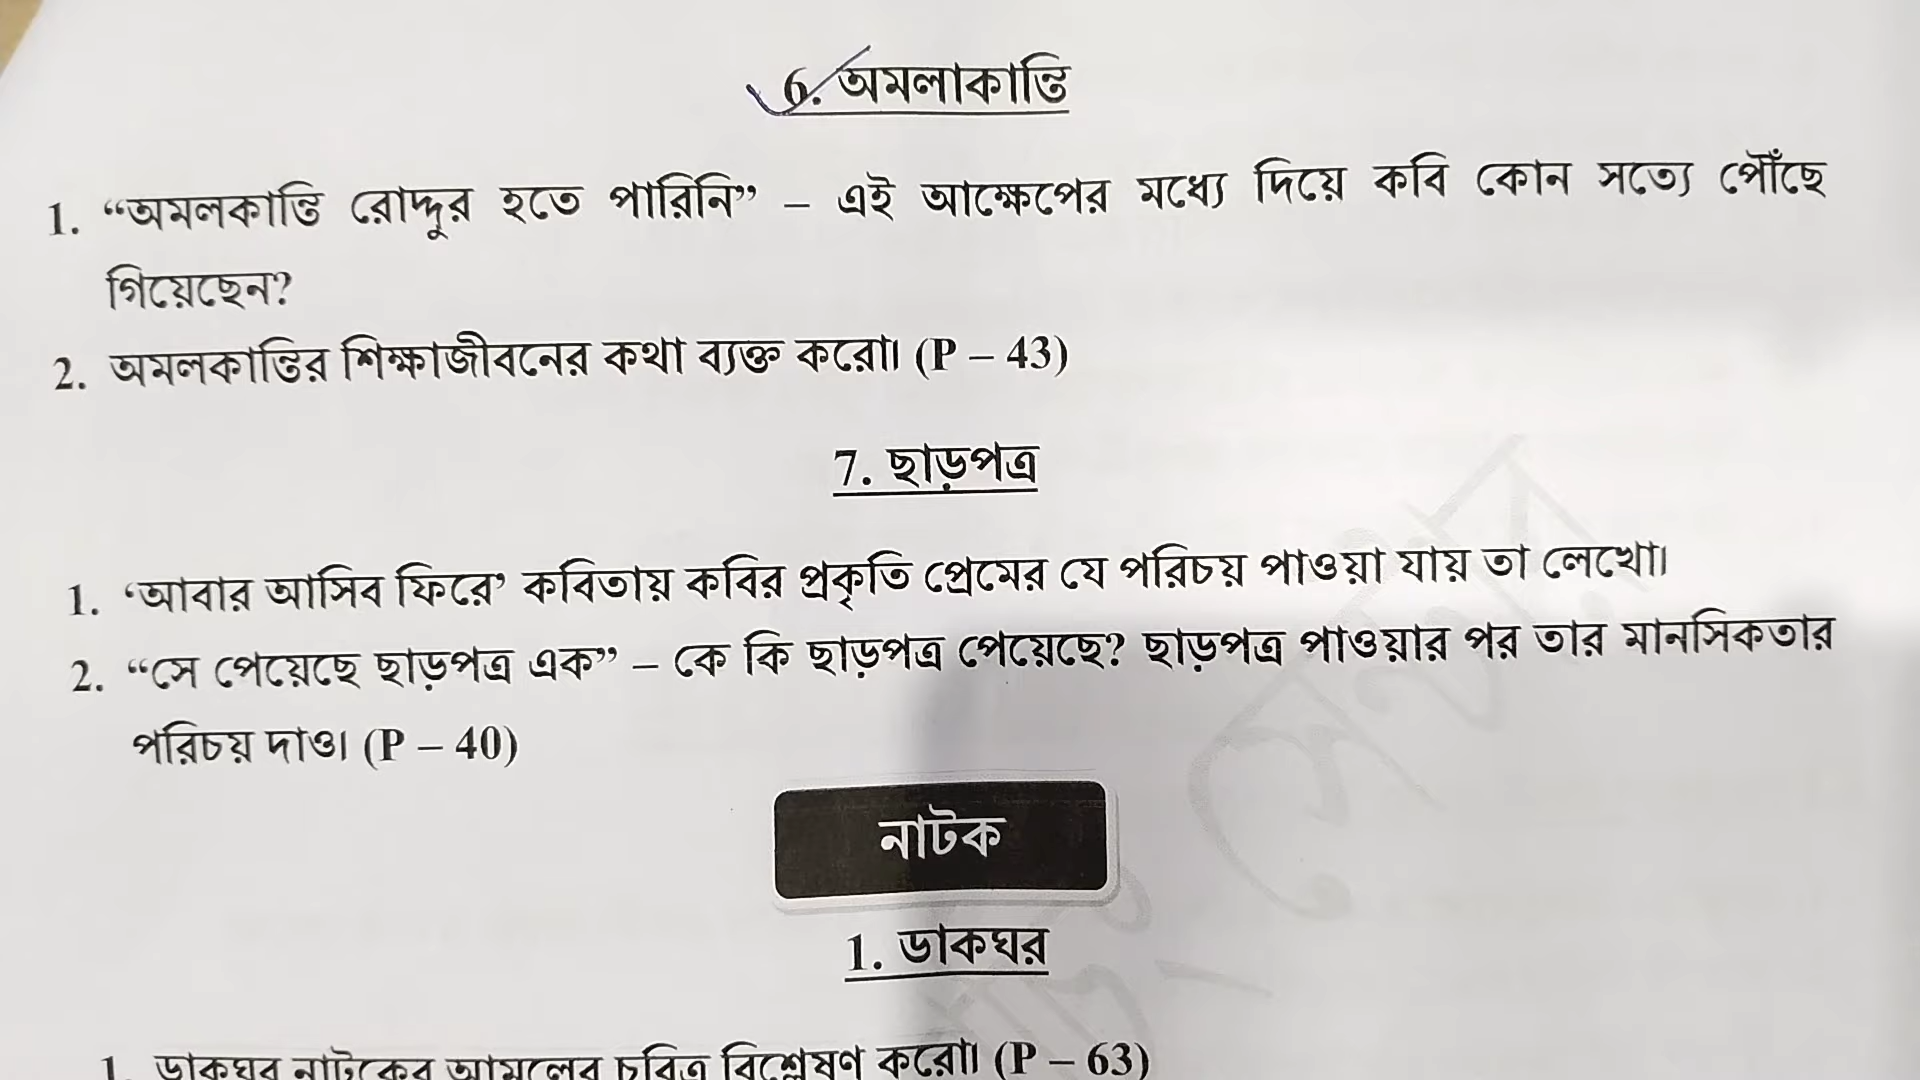 6. অমলাকান্তি
1. “অমলকান্তি রোদ্দুর হতে পারিনি” – এই আক্ষেপের মধ্যে দিয়ে কবি কোন সত্যে পৌঁছে
গিয়েছেন?
2. অমলকান্তির শিক্ষাজীবনের কথা ব্যক্ত করো। (P – 43)
7. ছাড়পত্র
1. ‘আবার আসিব ফিরে’ কবিতায় কবির প্রকৃতি প্রেমের যে পরিচয় পাওয়া যায় তা লেখো।
2. “সে পেয়েছে ছাড়পত্র এক” – কে কি ছাড়পত্র পেয়েছে? ছাড়পত্র পাওয়ার পর তার মানসিকতার
পরিচয় দাও। (P – 40)
নাটক
1. ডাকঘর
1. ডাকঘর নাটকের আমলের চরিত্র বিশ্লেষণ করো। (P – 63)